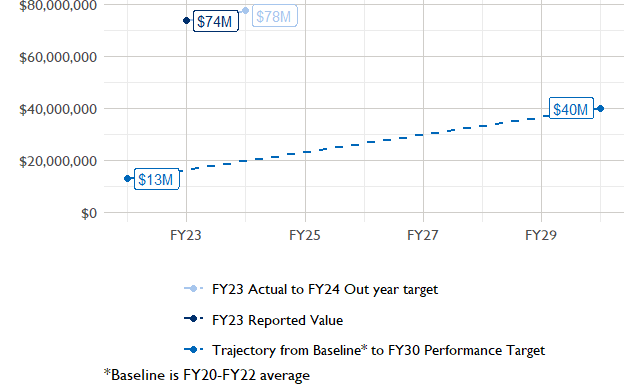 $80,000,000
$74M
$78M
$60,000,000
$40,000,000
$40M
$20,000,000
$13M
$0
FY23 FY25 FY27 FY29
FY23 Actual to FY24 Out year target
FY23 Reported Value
Trajectory from Baseline* to FY30 Performance Target
*Baseline is FY20-FY22 average